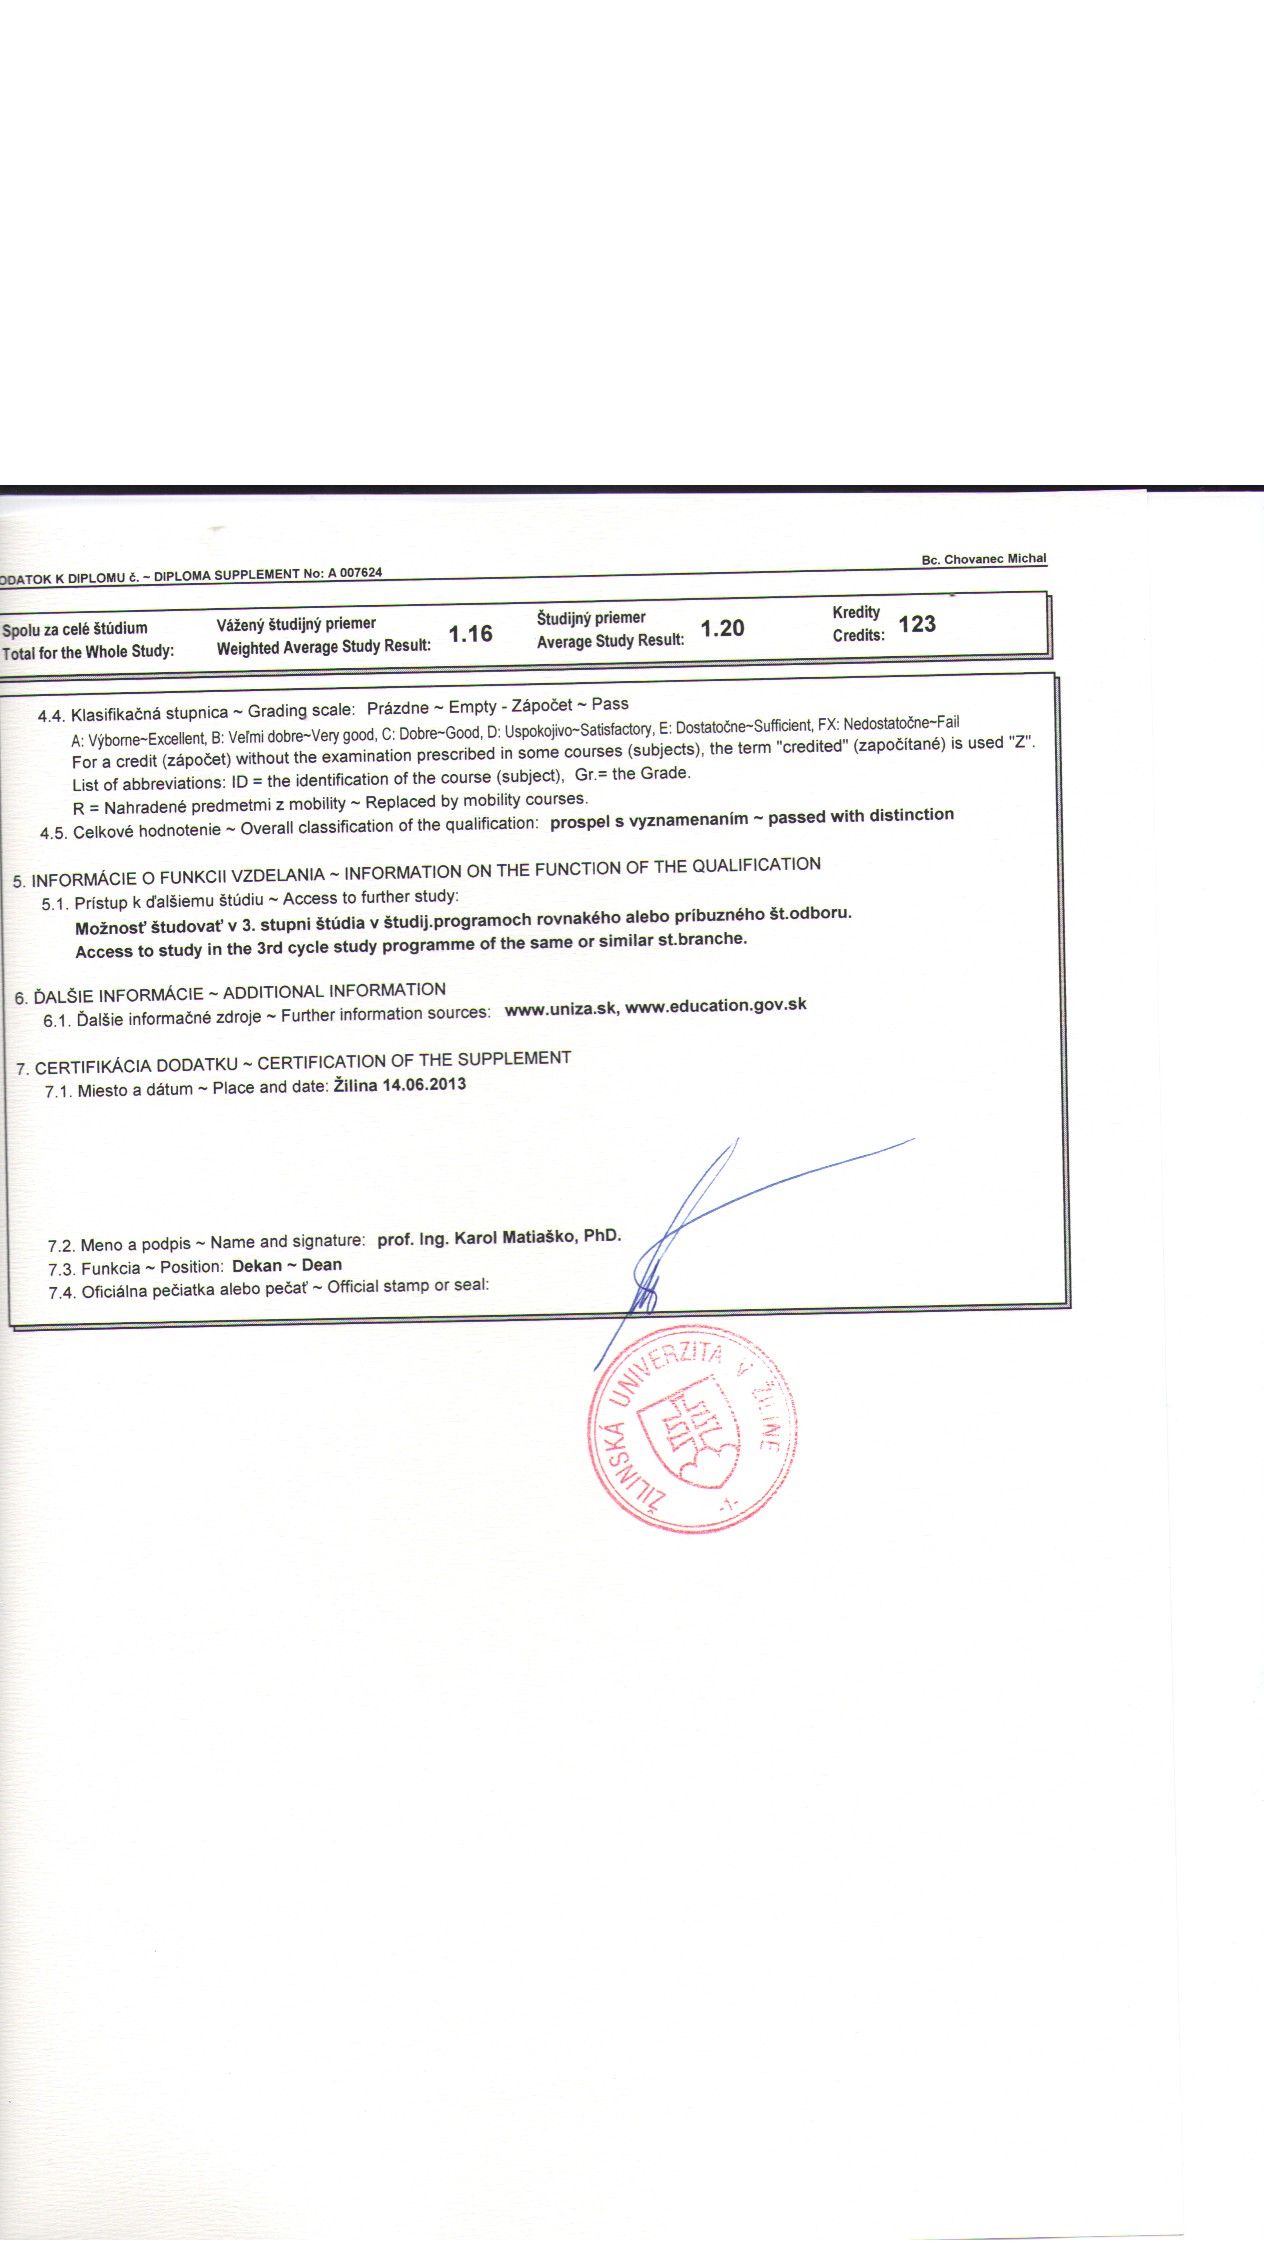 ODATOK K DIPLOMU č. ~ DIPLOMA SUPPLEMENT No: A 007624
Bc. Chovanec Michal
Spolu za celé štúdium
Total for the Whole Study:
Vážený študijný priemer
Weighted Average Study Result:
1.16
Študijný priemer
Average Study Result:
1.20
Kredity
Credits:
123
4.4. Klasifikačná stupnica ~ Grading scale: Prázdne ~ Empty - Zápočet ~ Pass
A: Výborne~Excellent, B: Veľmi dobre~Very good, C: Dobre~Good, D: Uspokojivo~Satisfactory, E: Dostatočne~Sufficient, FX: Nedostatočne~Fail
For a credit (zápočet) without the examination prescribed in some courses (subjects), the term "credited" (započítané) is used "Z".
List of abbreviations: ID = the identification of the course (subject), Gr.= the Grade.
R = Nahradené predmetmi z mobility ~ Replaced by mobility courses.
4.5. Celkové hodnotenie ~ Overall classification of the qualification: prospel s vyznamenaním ~ passed with distinction
5. INFORMÁCIE O FUNKCII VZDELANIA ~ INFORMATION ON THE FUNCTION OF THE QUALIFICATION
5.1. Prístup k ďalšiemu štúdiu ~ Access to further study:
Možnosť študovať v 3. stupni štúdia v študij.programoch rovnakého alebo príbuzného št.odboru.
Access to study in the 3rd cycle study programme of the same or similar st.branche.
6. ĎALŠIE INFORMÁCIE ~ ADDITIONAL INFORMATION
6.1. Ďalšie informačné zdroje ~ Further information sources: www.uniza.sk, www.education.gov.sk
7. CERTIFIKÁCIA DODATKU ~ CERTIFICATION OF THE SUPPLEMENT
7.1. Miesto a dátum ~ Place and date: Žilina 14.06.2013
7.2. Meno a podpis ~ Name and signature: prof. Ing. Karol Matiaško, PhD.
7.3. Funkcia ~ Position: Dekan ~ Dean
7.4. Oficiálna pečiatka alebo pečať ~ Official stamp or seal:
ŽILINSKÁ UNIVERZITA V ŽILINE
-1-